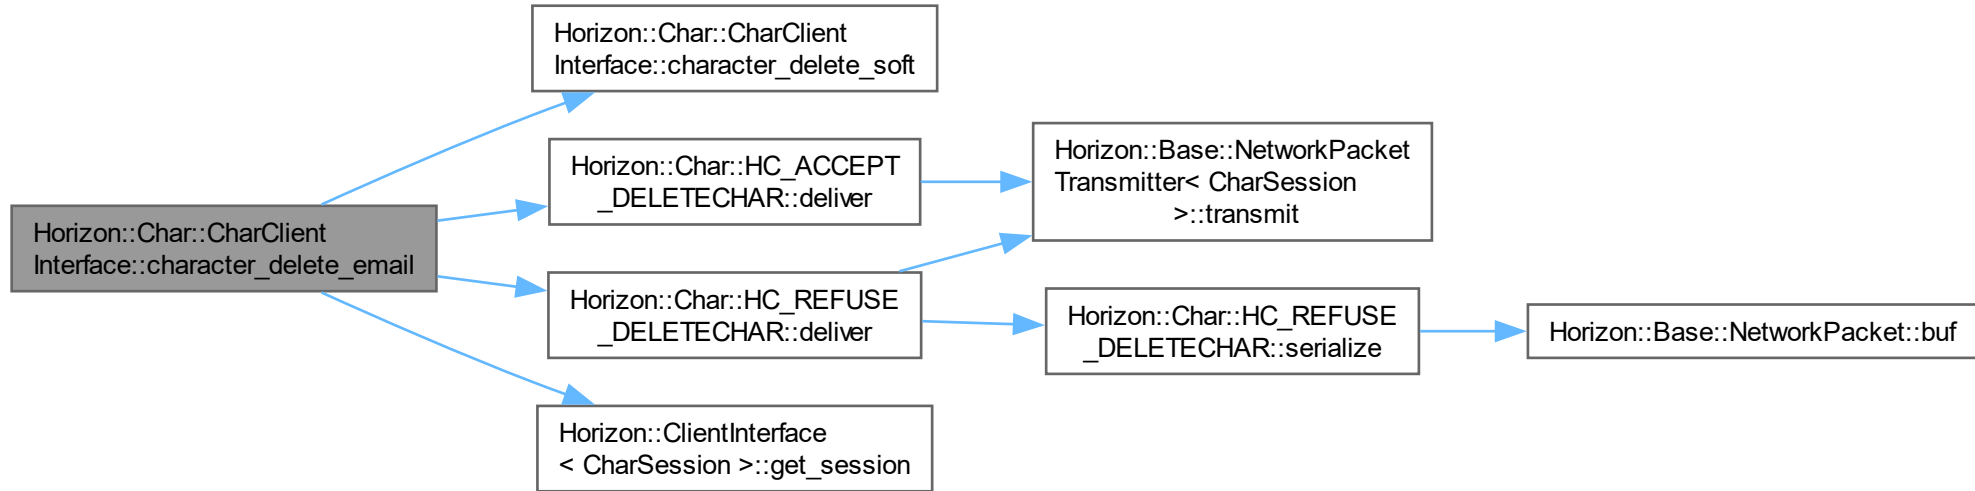 Horizon::Char::CharClient
Interface::character_delete_email
Horizon::Char::CharClient
Interface::character_delete_soft
Horizon::Char::HC_ACCEPT
_DELETECHAR::deliver
Horizon::Char::HC_REFUSE
_DELETECHAR::deliver
Horizon::ClientInterface
< CharSession >::get_session
Horizon::Base::NetworkPacket
Transmitter< CharSession
>::transmit
Horizon::Char::HC_REFUSE
_DELETECHAR::serialize
Horizon::Base::NetworkPacket::buf